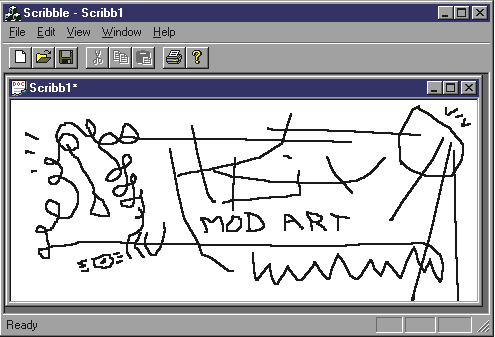 Scribble - Scribb1
File Edit View Window Help
Scribb1*
MOD ART
Ready